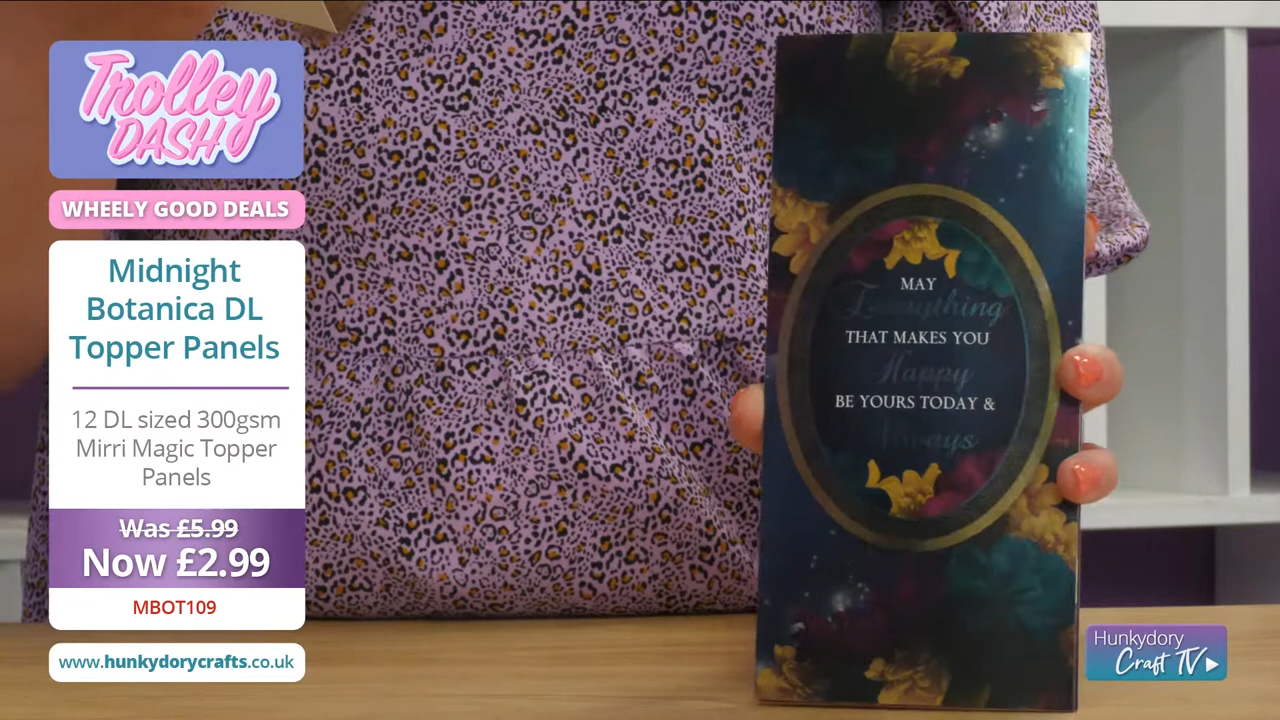 Trolley
DASH
WHEELY GOOD DEALS
Midnight
Botanica DL
Topper Panels
12 DL sized 300gsm
Mirri Magic Topper
Panels
Was £5.99
Now £2.99
MBOT109
www.hunkydorycrafts.co.uk
MAY
Everything
THAT MAKES YOU
Happy
BE YOURS TODAY &
Always
Hunkydory
Craft TV